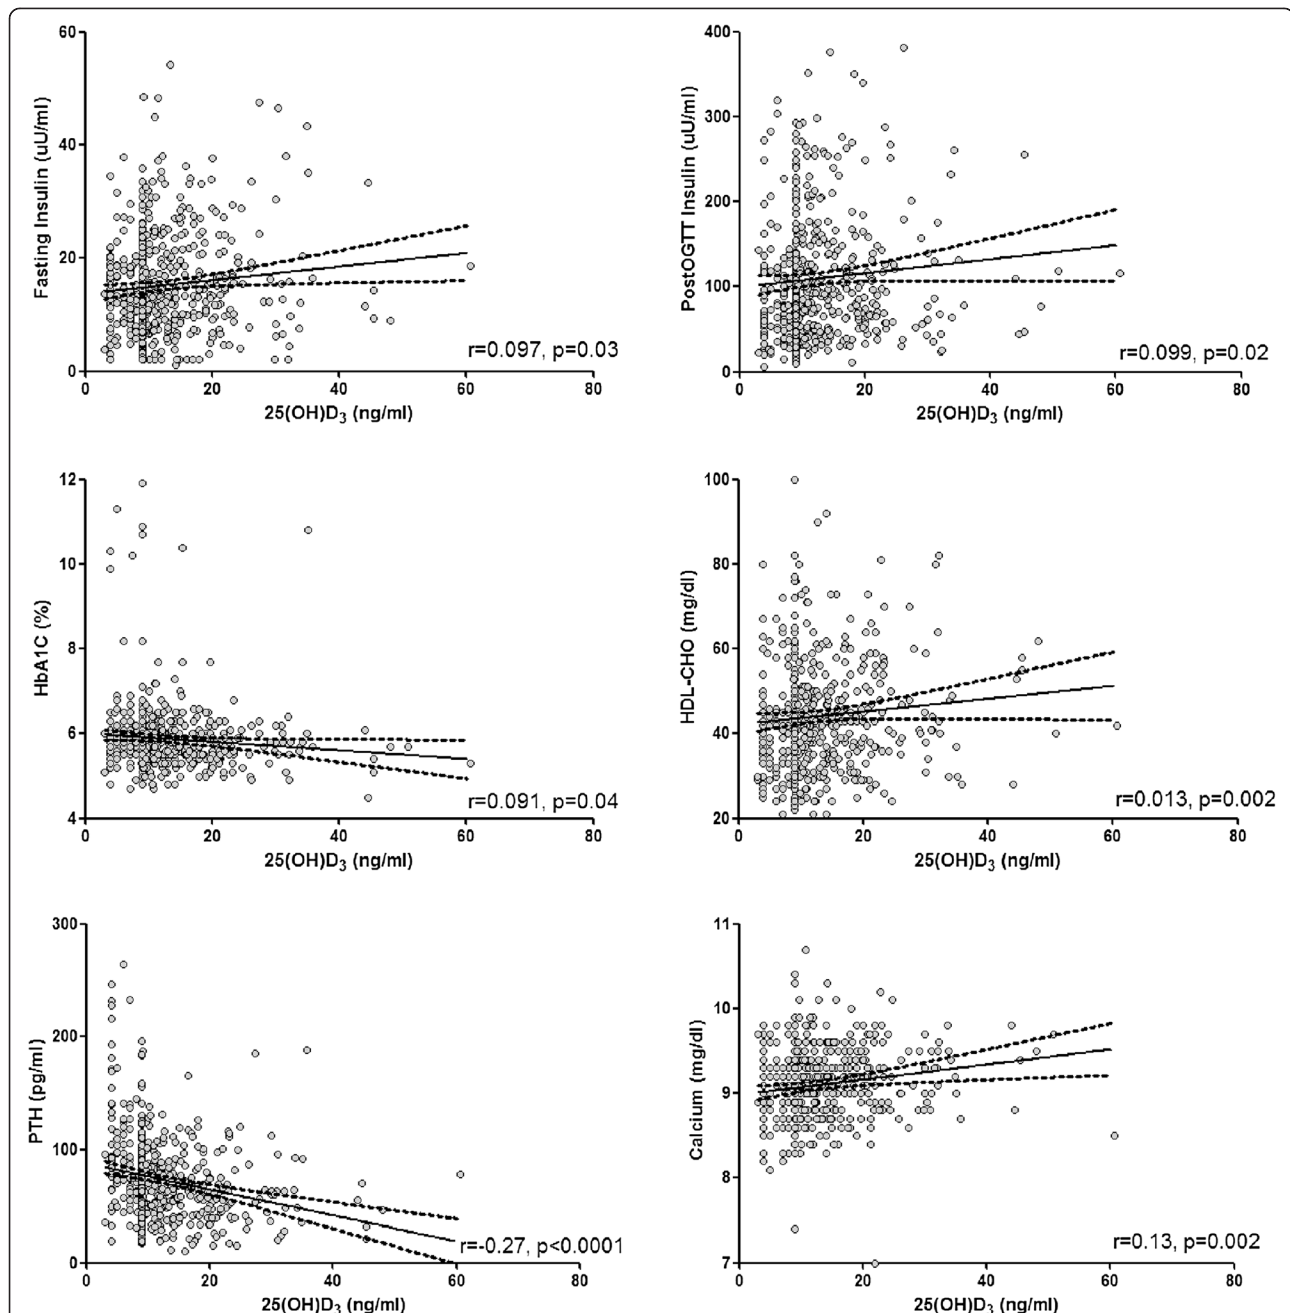 60
40
20
0
Fasting Insulin (uU/ml)
r=0.097, p=0.03
0 20 40 60 80
25(OH)D3 (ng/ml)
400
300
200
100
0
PostOGTT Insulin (uU/ml)
r=0.099, p=0.02
0 20 40 60 80
25(OH)D3 (ng/ml)
12
10
8
6
4
HbA1C (%)
r=0.091, p=0.04
0 20 40 60 80
25(OH)D3 (ng/ml)
100
80
60
40
20
HDL-CHO (mg/dl)
r=0.013, p=0.002
0 20 40 60 80
25(OH)D3 (ng/ml)
300
200
100
0
PTH (pg/ml)
r=-0.27, p<0.0001
0 20 40 60 80
25(OH)D3 (ng/ml)
11
10
9
8
7
Calcium (mg/dl)
r=0.13, p=0.002
0 20 40 60 80
25(OH)D3 (ng/ml)